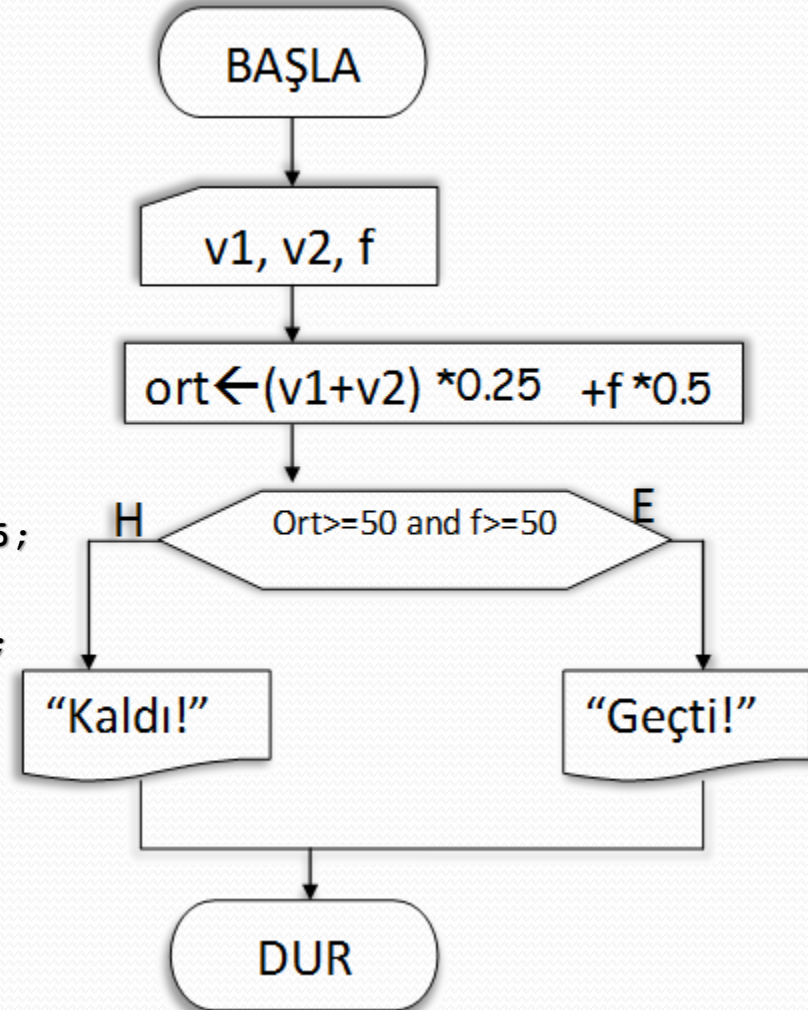 BAŞLA
v1, v2, f
ort←(v1+v2) *0.25 +f *0.5
H
Ort>=50 and f>=50
E
;
;
“Kaldı!”
“Geçti!”
DUR